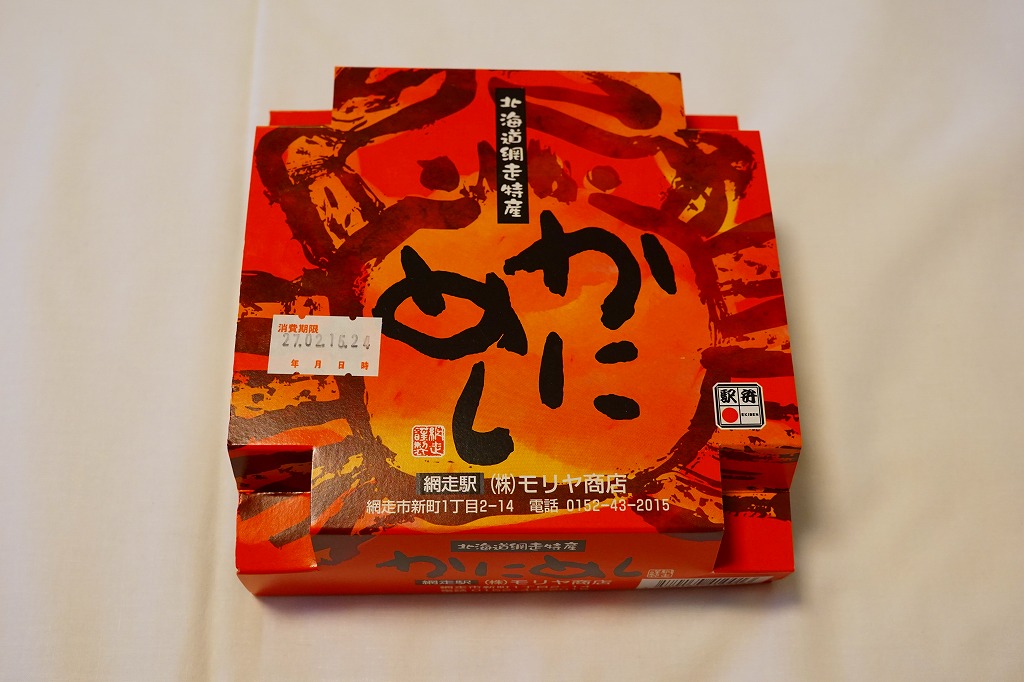 北海道網走特産
かに
めし
消費期限
27.02.16.24
年 月 日 時
駅弁
EKIBEN
網走駅 (株)モリヤ商店
網走市新町1丁目2-14 電話 0152-43-2015
北海道網走特産
かにめし
網走駅 (株)モリヤ商店